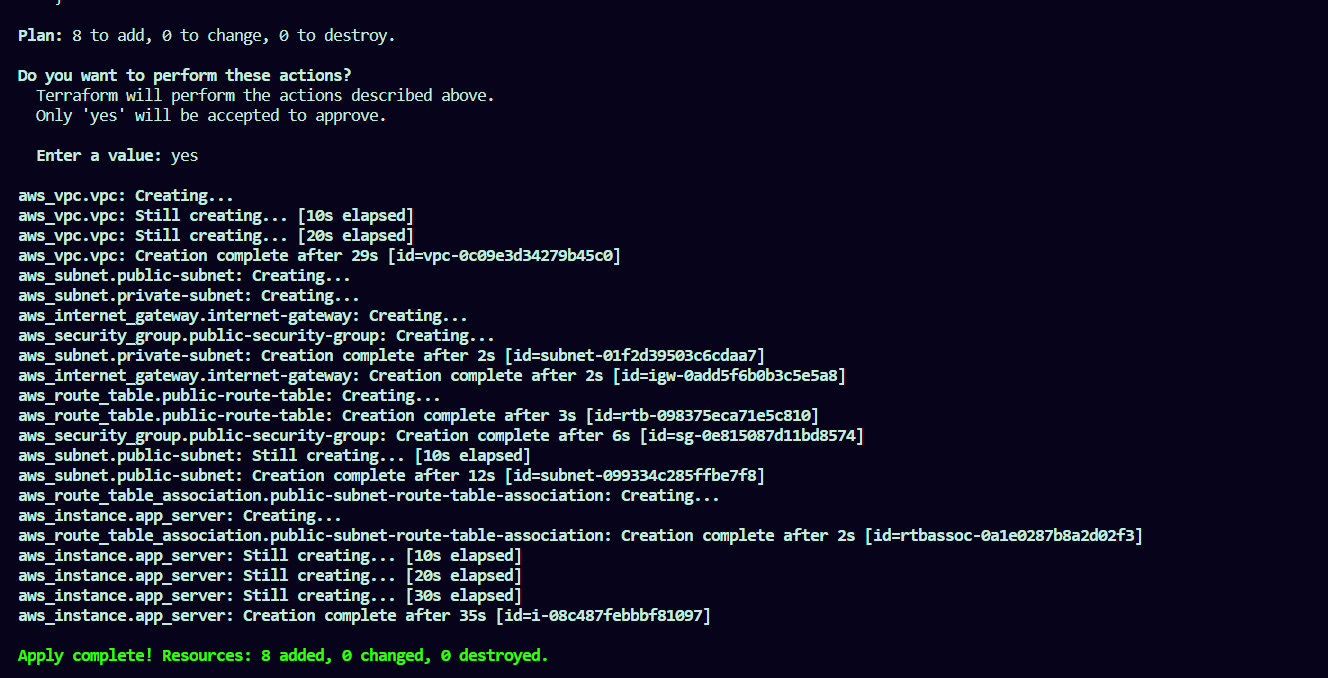 Plan: 8 to add, 0 to change, 0 to destroy.
Do you want to perform these actions?
Terraform will perform the actions described above.
Only 'yes' will be accepted to approve.
Enter a value: yes
aws_vpc.vpc: Creating...
aws_vpc.vpc: Still creating... [10s elapsed]
aws_vpc.vpc: Still creating... [20s elapsed]
aws_vpc.vpc: Creation complete after 29s [id=vpc-0c09e3d34279b45c0]
aws_subnet.public-subnet: Creating...
aws_subnet.private-subnet: Creating...
aws_internet_gateway.internet-gateway: Creating...
aws_security_group.public-security-group: Creating...
aws_subnet.private-subnet: Creation complete after 2s [id=subnet-01f2d39503c6cdaa7]
aws_internet_gateway.internet-gateway: Creation complete after 2s [id=igw-0add5f6b0b3c5e5a8]
aws_route_table.public-route-table: Creating...
aws_route_table.public-route-table: Creation complete after 3s [id=rtb-098375eca71e5c810]
aws_security_group.public-security-group: Creation complete after 6s [id=sg-0e815087d11bd8574]
aws_subnet.public-subnet: Still creating... [10s elapsed]
aws_subnet.public-subnet: Creation complete after 12s [id=subnet-099334c285ffbe7f8]
aws_route_table_association.public-subnet-route-table-association: Creating...
aws_instance.app_server: Creating...
aws_route_table_association.public-subnet-route-table-association: Creation complete after 2s [id=rtbassoc-0a1e0287b8a2d02f3]
aws_instance.app_server: Still creating... [10s elapsed]
aws_instance.app_server: Still creating... [20s elapsed]
aws_instance.app_server: Still creating... [30s elapsed]
aws_instance.app_server: Creation complete after 35s [id=i-08c487febbbf81097]
Apply complete! Resources: 8 added, 0 changed, 0 destroyed.